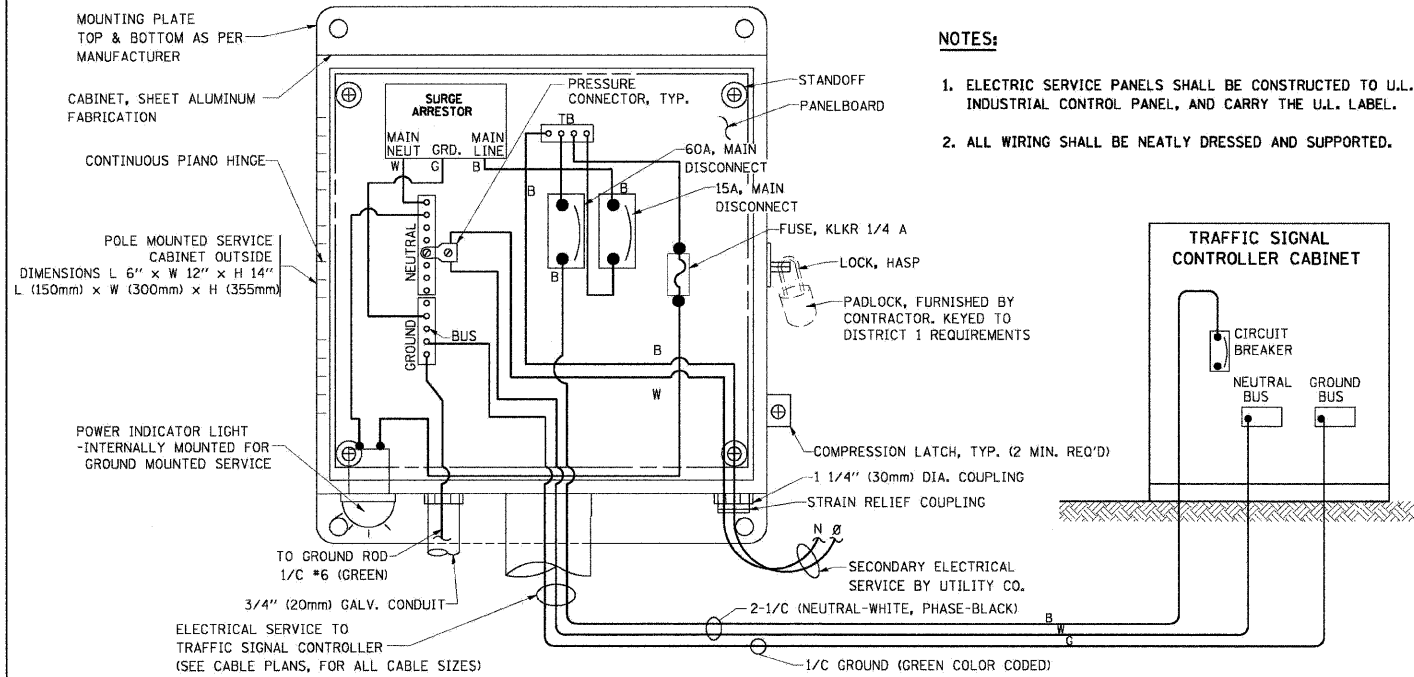 MOUNTING PLATE
TOP & BOTTOM AS PER
MANUFACTURER
CABINET, SHEET ALUMINUM
FABRICATION
CONTINUOUS PIANO HINGE
POLE MOUNTED SERVICE
CABINET OUTSIDE
DIMENSIONS L 6" x W 12" x H 14"
L (150mm) x W (300mm) x H (355mm)
POWER INDICATOR LIGHT
-INTERNALLY MOUNTED FOR
GROUND MOUNTED SERVICE
SURGE
ARRESTOR
MAIN
NEUT
GRD.
MAIN
LINE
W
G
B
PRESSURE
CONNECTOR, TYP.
TB
60A, MAIN
DISCONNECT
15A, MAIN
DISCONNECT
B
B
B
NEUTRAL
GROUND
BUS
B
W
STANDOFF
PANELBOARD
FUSE, KLKR 1/4 A
LOCK, HASP
PADLOCK, FURNISHED BY
CONTRACTOR. KEYED TO
DISTRICT 1 REQUIREMENTS
COMPRESSION LATCH, TYP. (2 MIN. REQ'D)
1 1/4" (30mm) DIA. COUPLING
STRAIN RELIEF COUPLING
N Ø
SECONDARY ELECTRICAL
SERVICE BY UTILITY CO.
TO GROUND ROD
1/C #6 (GREEN)
3/4" (20mm) GALV. CONDUIT
ELECTRICAL SERVICE TO
TRAFFIC SIGNAL CONTROLLER
(SEE CABLE PLANS, FOR ALL CABLE SIZES)
2-1/C (NEUTRAL-WHITE, PHASE-BLACK)
B
W
G
1/C GROUND (GREEN COLOR CODED)
NOTES:
1. ELECTRIC SERVICE PANELS SHALL BE CONSTRUCTED TO U.L.
INDUSTRIAL CONTROL PANEL, AND CARRY THE U.L. LABEL.
2. ALL WIRING SHALL BE NEATLY DRESSED AND SUPPORTED.
TRAFFIC SIGNAL
CONTROLLER CABINET
CIRCUIT
BREAKER
NEUTRAL
BUS
GROUND
BUS